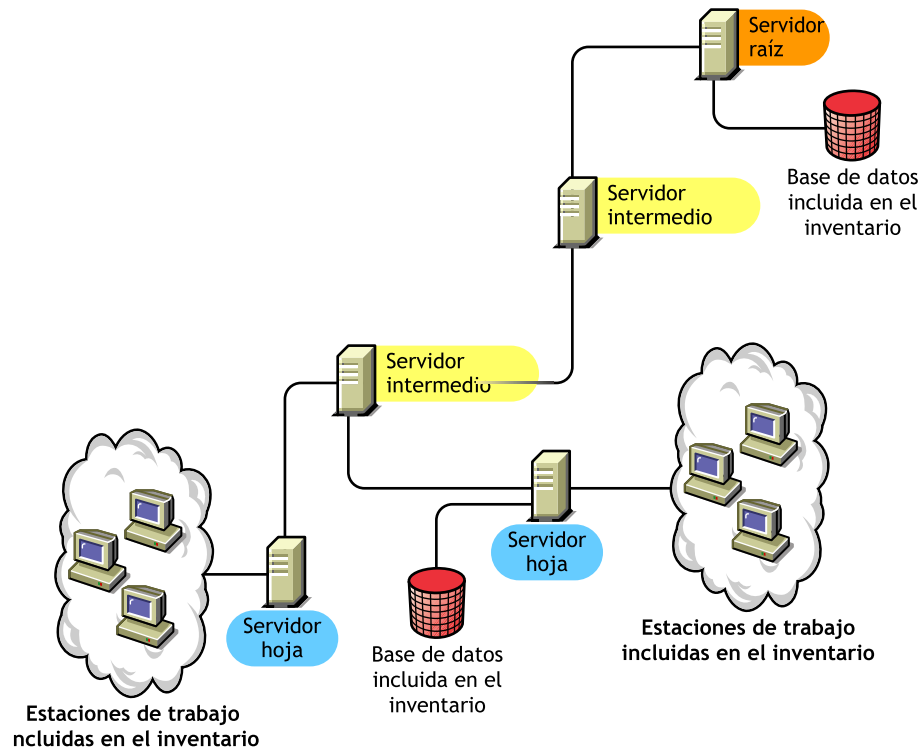 Servidor
raíz
Base de datos
incluida en el
inventario
Servidor
intermedio
Servidor
intermedio
Servidor
hoja
Estaciones de trabajo
incluidas en el inventario
Servidor
hoja
Base de datos
incluida en el
inventario
Estaciones de trabajo
ncluidas en el inventario